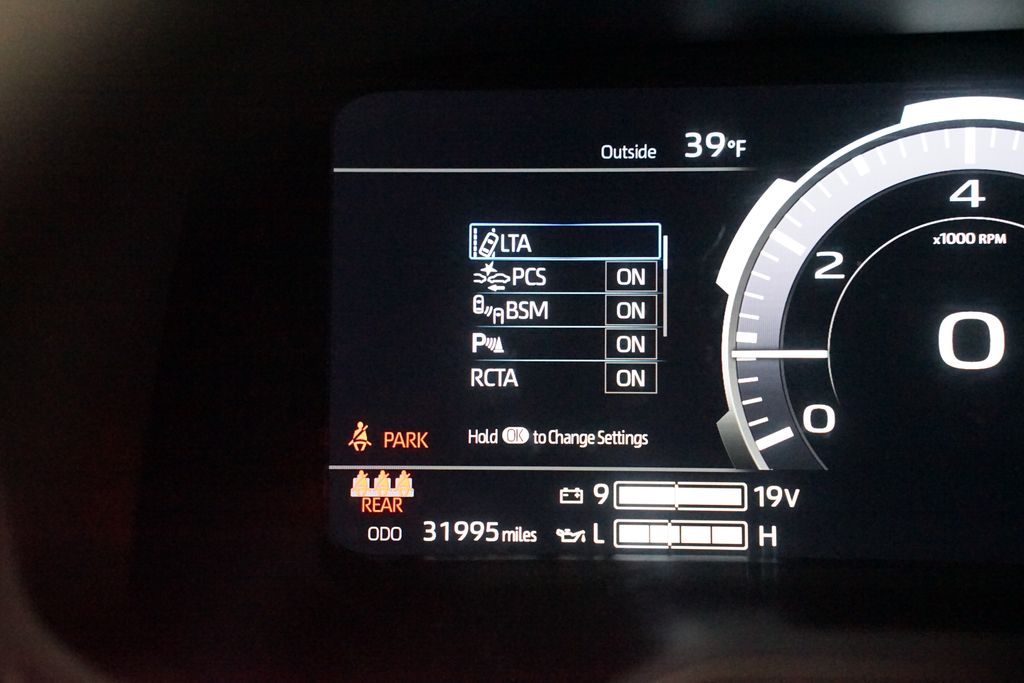 Outside 39°F
LTA
PCS ON
BSM ON
P ON
RCTA ON
Hold OK to Change Settings
PARK
REAR
ODO 31995 miles
9 19V
L H
4
x1000 RPM
2
0
0